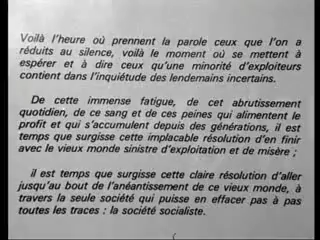 Voilà l'heure où prennent la parole ceux que l'on a
réduits au silence, voilà le moment où se mettent à
espérer et à dire ceux qu'une minorité d'exploiteurs
contient dans l'inquiétude des lendemains incertains.
De cette immense fatigue, de cet abrutissement
quotidien, de ce sang et de ces peines qui alimentent le
profit et qui s'accumulent depuis des générations, il est
temps que surgisse cette implacable résolution d'en finir
avec le vieux monde sinistre d'exploitation et de misère ;
il est temps que surgisse cette claire résolution d'aller
jusqu'au bout de l'anéantissement de ce vieux monde, à
travers la seule société qui puisse en effacer pas à pas
toutes les traces : la société socialiste.